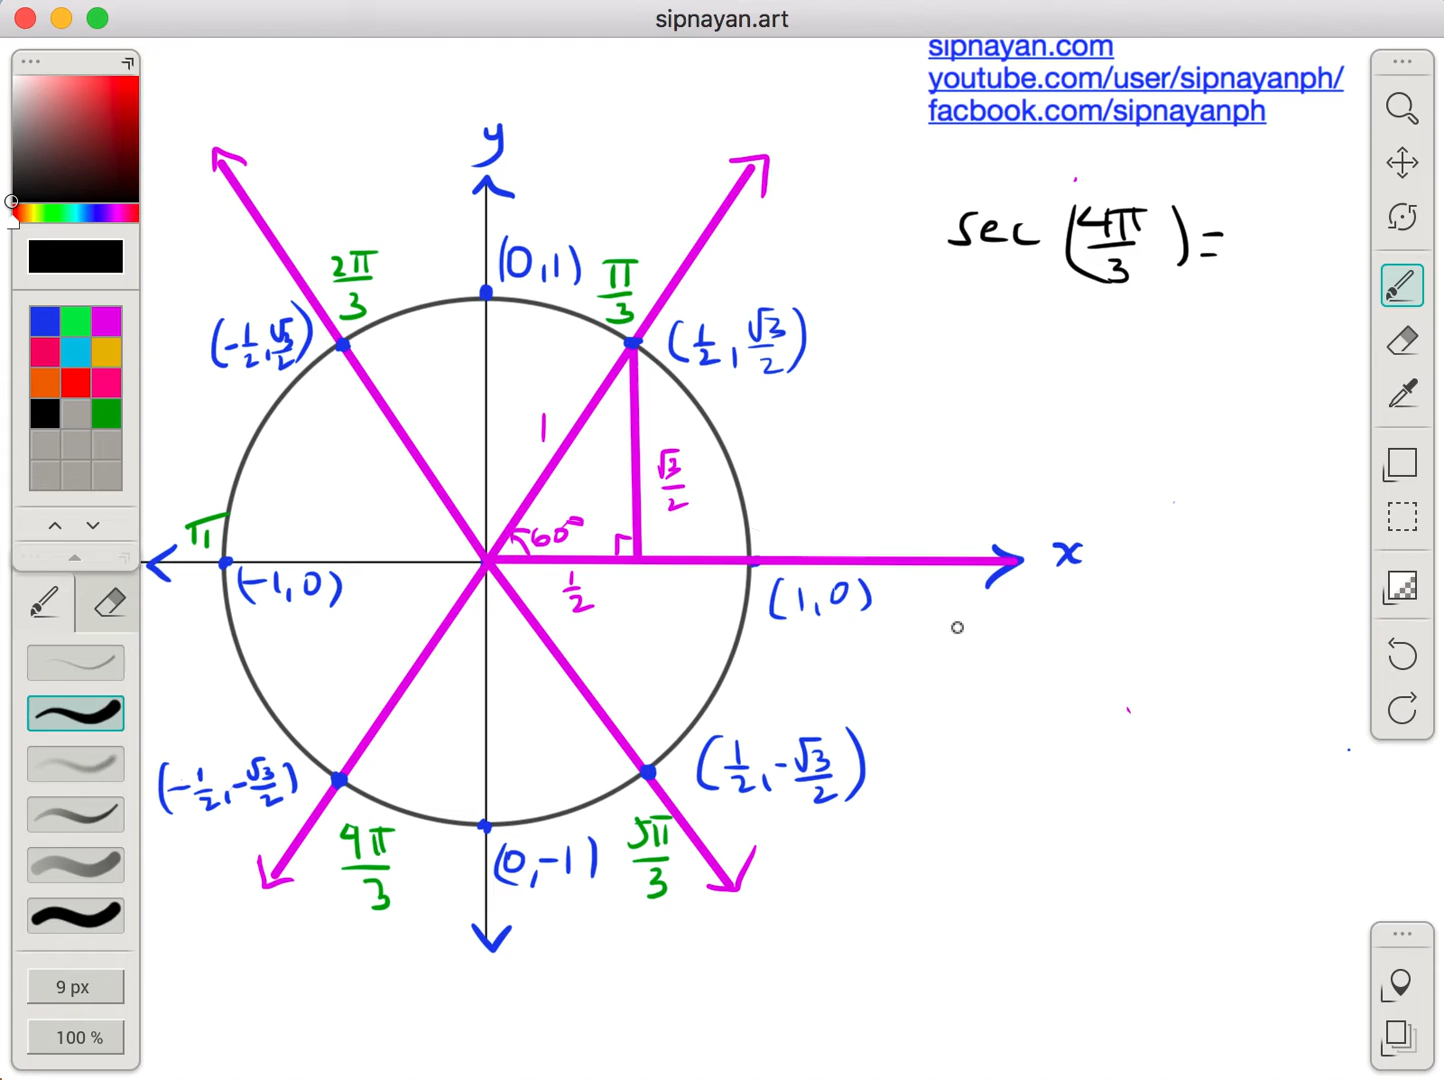 sipnayan.art
sipnayan.com
youtube.com/user/sipnayanph/
facbook.com/sipnayanph
y
sec (4π/3) =
2π/3
(0,1)
π/3
(-1/2, √3/2)
(1/2, √3/2)
1
√3/2
π
60°
x
(-1,0)
1/2
(1,0)
(-1/2, -√3/2)
(1/2, -√3/2)
4π/3
(0,-1)
5π/3
9 px
100 %